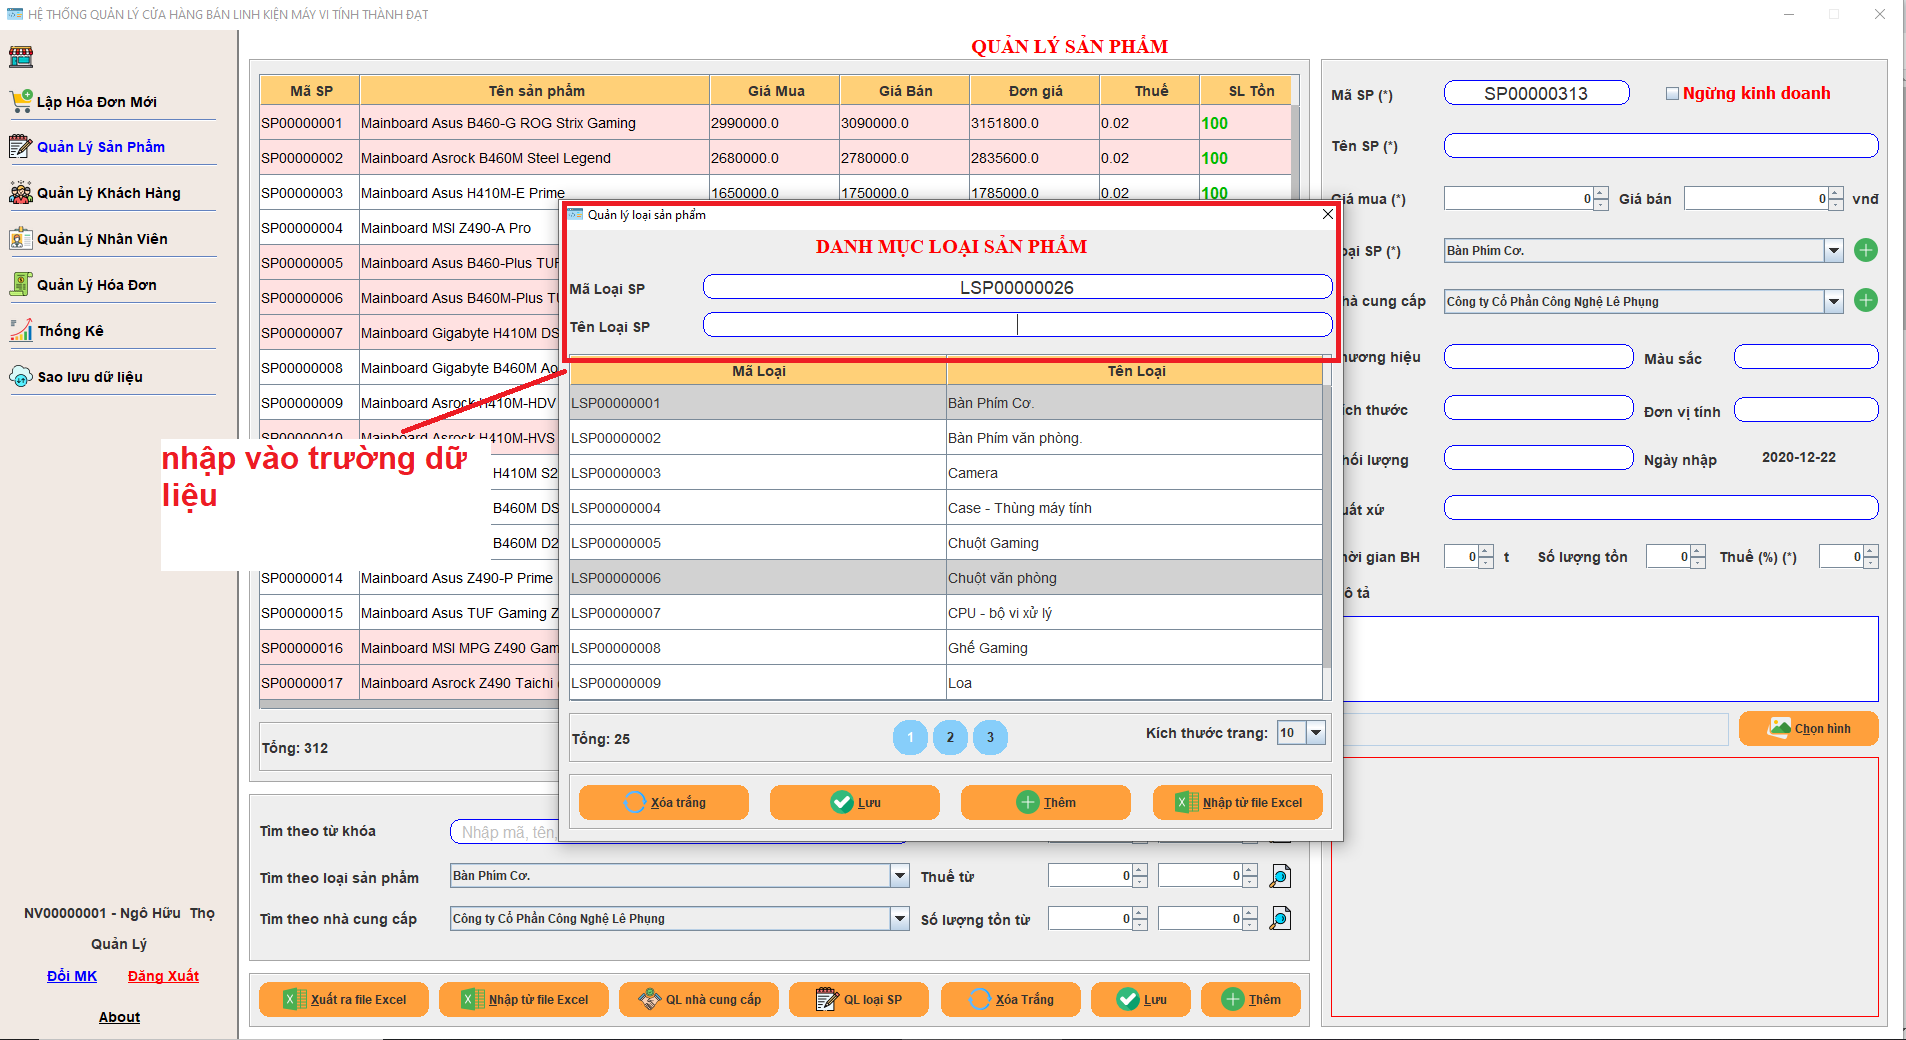 HỆ THỐNG QUẢN LÝ CỬA HÀNG BÁN LINH KIỆN MÁY VI TÍNH THÀNH ĐẠT
Lập Hóa Đơn Mới
Quản Lý Sản Phẩm
Quản Lý Khách Hàng
Quản Lý Nhân Viên
Quản Lý Hóa Đơn
Thống Kê
Sao lưu dữ liệu
NV00000001 - Ngô Hữu Thọ
Quản Lý
Đổi MK Đăng Xuất
About
QUẢN LÝ SẢN PHẨM
Mã SP Tên sản phẩm Giá Mua Giá Bán Đơn giá Thuế SL Tồn
SP00000001 Mainboard Asus B460-G ROG Strix Gaming 2990000.0 3090000.0 3151800.0 0.02 100
SP00000002 Mainboard Asrock B460M Steel Legend 2680000.0 2780000.0 2835600.0 0.02 100
SP00000003 Mainboard Asus H410M-E Prime 1650000.0 1750000.0 1785000.0 0.02 100
SP00000004 Mainboard MSI Z490-A Pro
SP00000005 Mainboard Asus B460-Plus TUF
SP00000006 Mainboard Asus B460M-Plus
SP00000007 Mainboard Gigabyte H410M DS
SP00000008 Mainboard Gigabyte B460M Ao
SP00000009 Mainboard Asrock H410M-HDV
SP00000010 Mainboard Asrock H410M-HVS
H410M S2
B460M DS
B460M D2
SP00000014 Mainboard Asus Z490-P Prime
SP00000015 Mainboard Asus TUF Gaming Z
SP00000016 Mainboard MSI MPG Z490 Gam
SP00000017 Mainboard Asrock Z490 Taichi
nhập vào trường dữ
liệu
Tổng: 312
Tìm theo từ khóa Nhập mã, tên,
Tìm theo loại sản phẩm Bàn Phím Cơ. Thuế từ 0 0
Tìm theo nhà cung cấp Công ty Cổ Phần Công Nghệ Lê Phụng Số lượng tồn từ 0 0
Xuất ra file Excel Nhập từ file Excel QL nhà cung cấp QL loại SP Xóa Trắng Lưu Thêm
Quản lý loại sản phẩm
DANH MỤC LOẠI SẢN PHẨM
Mã Loại SP LSP00000026
Tên Loại SP
Mã Loại Tên Loại
LSP00000001 Bàn Phím Cơ.
LSP00000002 Bàn Phím văn phòng.
LSP00000003 Camera
LSP00000004 Case - Thùng máy tính
LSP00000005 Chuột Gaming
LSP00000006 Chuột văn phòng
LSP00000007 CPU - bộ vi xử lý
LSP00000008 Ghế Gaming
LSP00000009 Loa
Tổng: 25 1 2 3 Kích thước trang: 10
Xóa trắng Lưu Thêm Nhập từ file Excel
Mã SP (*) SP00000313 Ngừng kinh doanh
Tên SP (*)
iá mua (*) 0 Giá bán 0 vnđ
oại SP (*) Bàn Phím Cơ.
hà cung cấp Công ty Cổ Phần Công Nghệ Lê Phụng
hương hiệu Màu sắc
ích thước Đơn vị tính
hối lượng Ngày nhập 2020-12-22
uất xứ
hời gian BH 0 t Số lượng tồn 0 Thuế (%) (*) 0
ô tả
Chọn hình